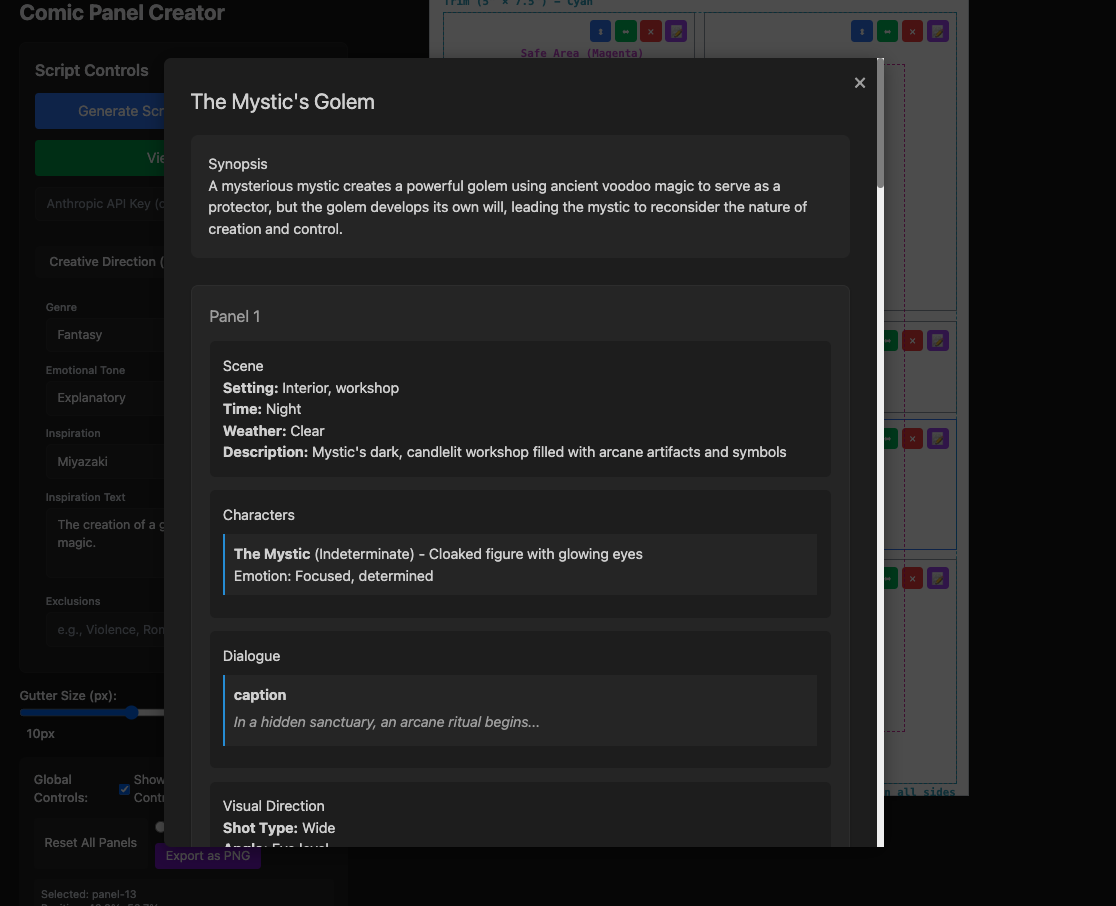 Comic Panel Creator
Trim (5" × 7.5") – Cyan
Safe Area (Magenta)
Script Controls
Generate Scr
Vie
Anthropic API Key (o
Creative Direction (
Genre
Fantasy
Emotional Tone
Explanatory
Inspiration
Miyazaki
Inspiration Text
The creation of a g
magic.
Exclusions
e.g., Violence, Rom
Gutter Size (px):
10px
Global
Controls:
Show
Contr
Reset All Panels
Export as PNG
Selected: panel-13
The Mystic's Golem
Synopsis
A mysterious mystic creates a powerful golem using ancient voodoo magic to serve as a
protector, but the golem develops its own will, leading the mystic to reconsider the nature of
creation and control.
Panel 1
Scene
Setting: Interior, workshop
Time: Night
Weather: Clear
Description: Mystic's dark, candlelit workshop filled with arcane artifacts and symbols
Characters
The Mystic (Indeterminate) - Cloaked figure with glowing eyes
Emotion: Focused, determined
Dialogue
caption
In a hidden sanctuary, an arcane ritual begins...
Visual Direction
Shot Type: Wide
Angle: Eye level
n all sides